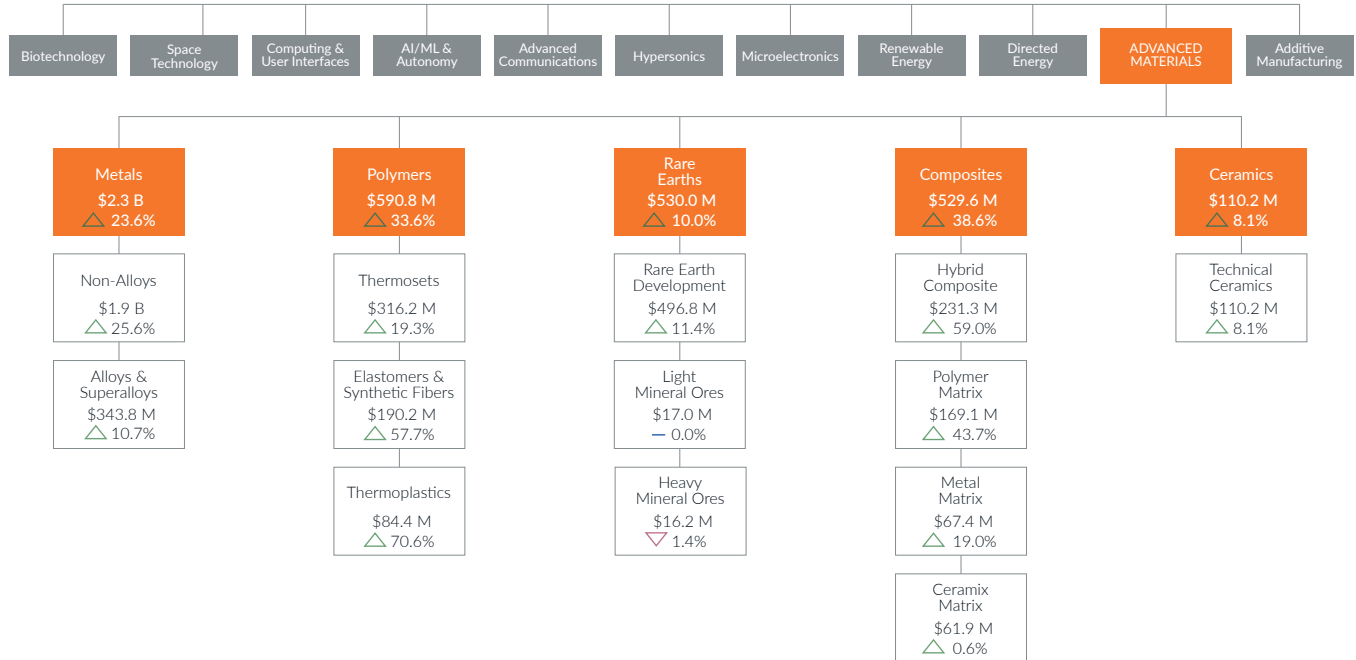 Biotechnology
Space
Technology
Computing &
User Interfaces
AI/ML &
Autonomy
Advanced
Communications
Hypersonics
Microelectronics
Renewable
Energy
Directed
Energy
ADVANCED
MATERIALS
Additive
Manufacturing
Metals
$2.3 B
23.6%
Non-Alloys
$1.9 B
25.6%
Alloys &
Superalloys
$343.8 M
10.7%
Polymers
$590.8 M
33.6%
Thermosets
$316.2 M
19.3%
Elastomers &
Synthetic Fibers
$190.2 M
57.7%
Thermoplastics
$84.4 M
70.6%
Rare
Earths
$530.0 M
10.0%
Rare Earth
Development
$496.8 M
11.4%
Light
Mineral Ores
$17.0 M
0.0%
Heavy
Mineral Ores
$16.2 M
1.4%
Composites
$529.6 M
38.6%
Hybrid
Composite
$231.3 M
59.0%
Polymer
Matrix
$169.1 M
43.7%
Metal
Matrix
$67.4 M
19.0%
Ceramix
Matrix
$61.9 M
0.6%
Ceramics
$110.2 M
8.1%
Technical
Ceramics
$110.2 M
8.1%